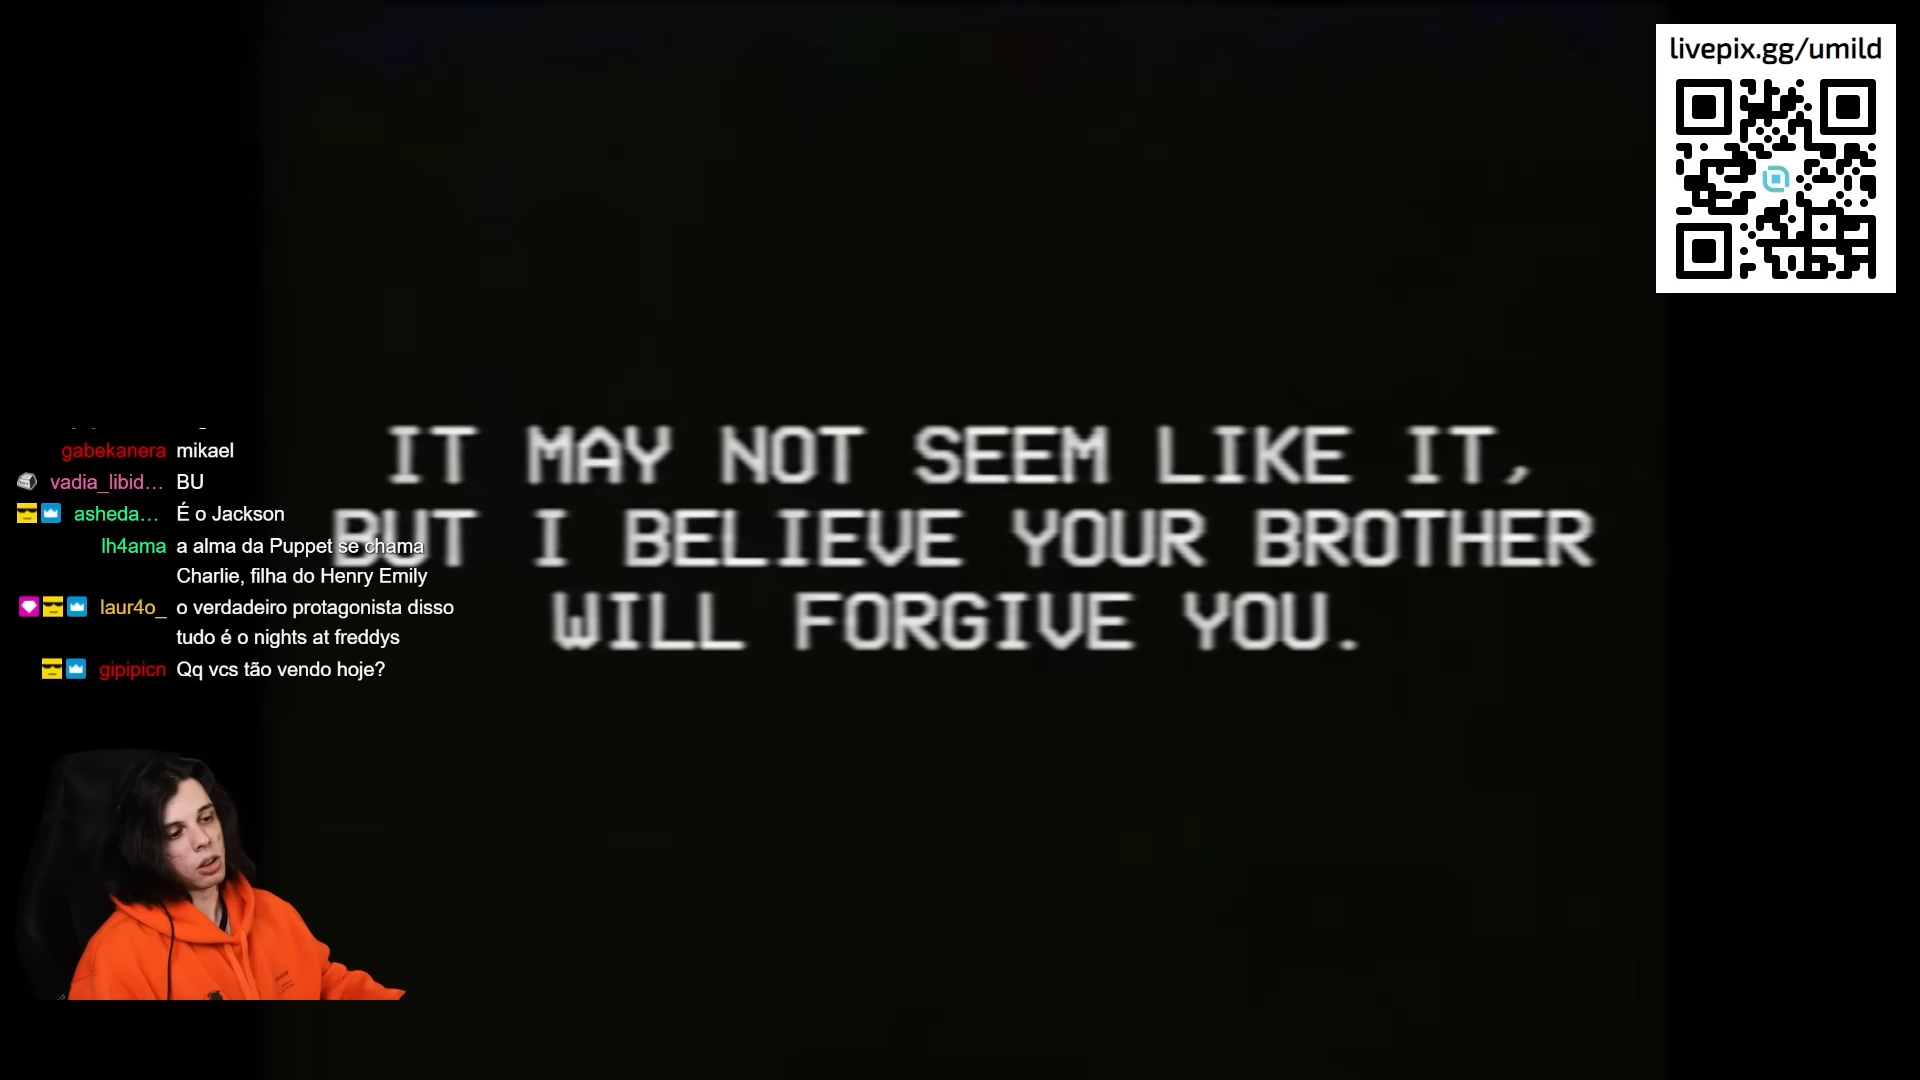 livepix.gg/umild
IT MAY NOT SEEM LIKE IT,
BUT I BELIEVE YOUR BROTHER
WILL FORGIVE YOU.
gabekanera mikael
vadia_libid... BU
asheda... É o Jackson
lh4ama a alma da Puppet se chama
Charlie, filha do Henry Emily
laur4o_ o verdadeiro protagonista disso
tudo é o nights at freddys
gipipicn Qq vcs tão vendo hoje?